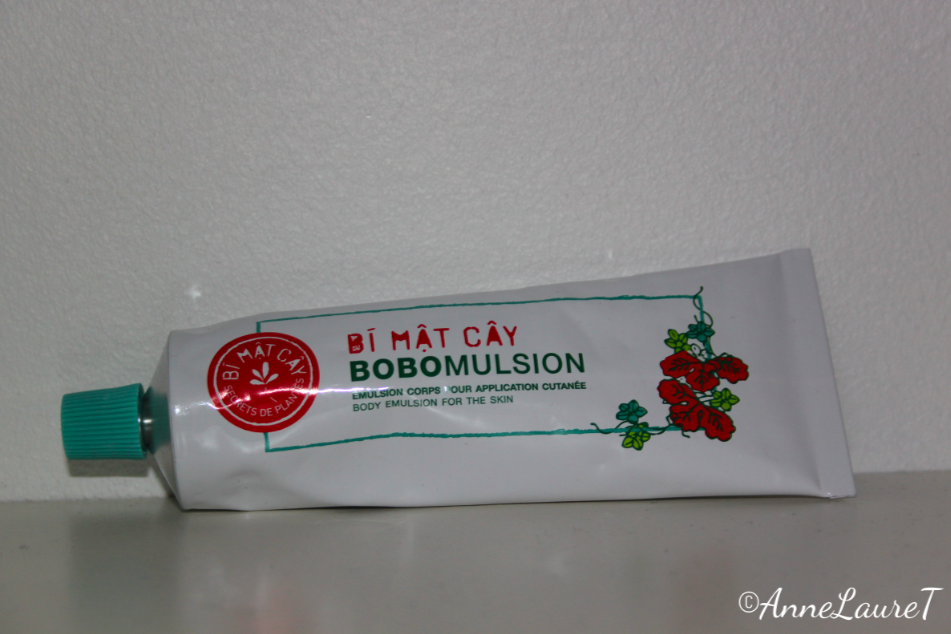 BÍ MẬT CÂY
SECRETS DE PLANTES
BÍ MẬT CÂY
BOBOMULSION
EMULSION CORPS POUR APPLICATION CUTANÉE
BODY EMULSION FOR THE SKIN
©AnneLaureT